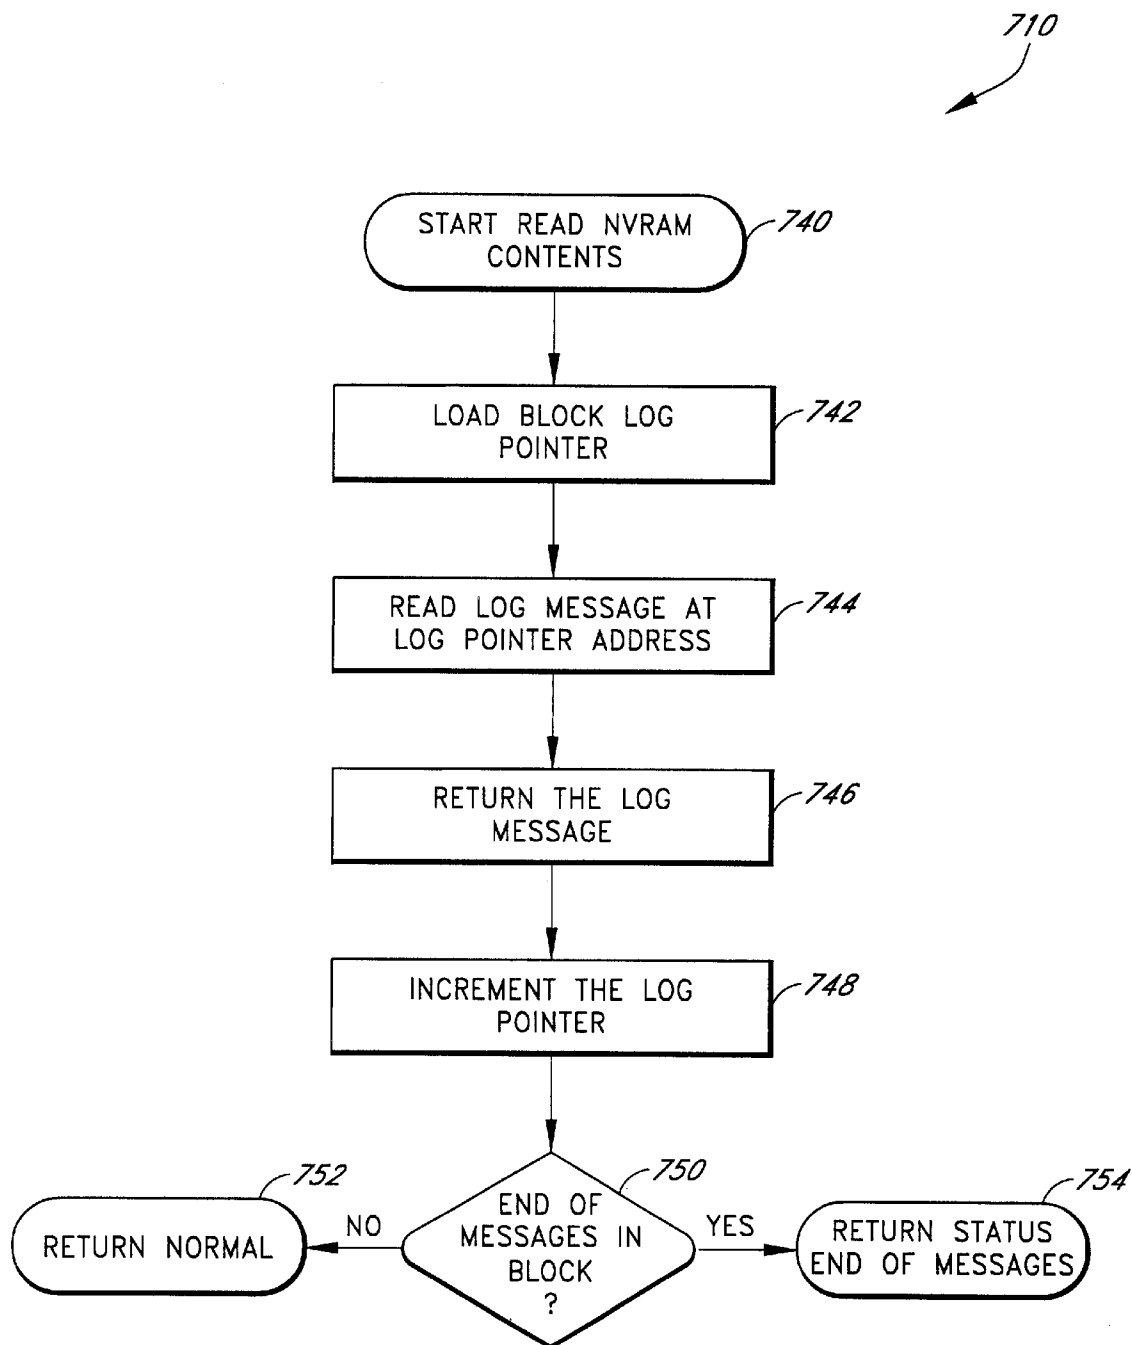 710
START READ NVRAM
CONTENTS
740
LOAD BLOCK LOG
POINTER
742
READ LOG MESSAGE AT
LOG POINTER ADDRESS
744
RETURN THE LOG
MESSAGE
746
INCREMENT THE LOG
POINTER
748
752
RETURN NORMAL
NO
750
END OF
MESSAGES IN
BLOCK
?
YES
754
RETURN STATUS
END OF MESSAGES